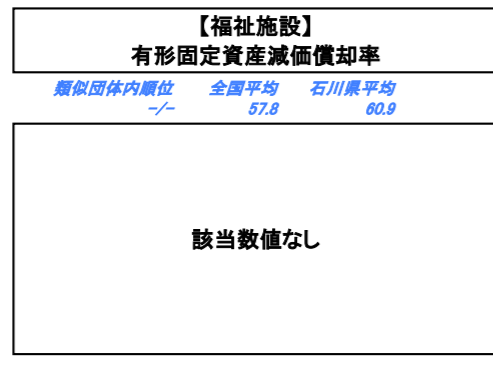 【福祉施設】
有形固定資産減価償却率
類似団体内順位 全国平均 石川県平均
-/- 57.8 60.9
該当数値なし